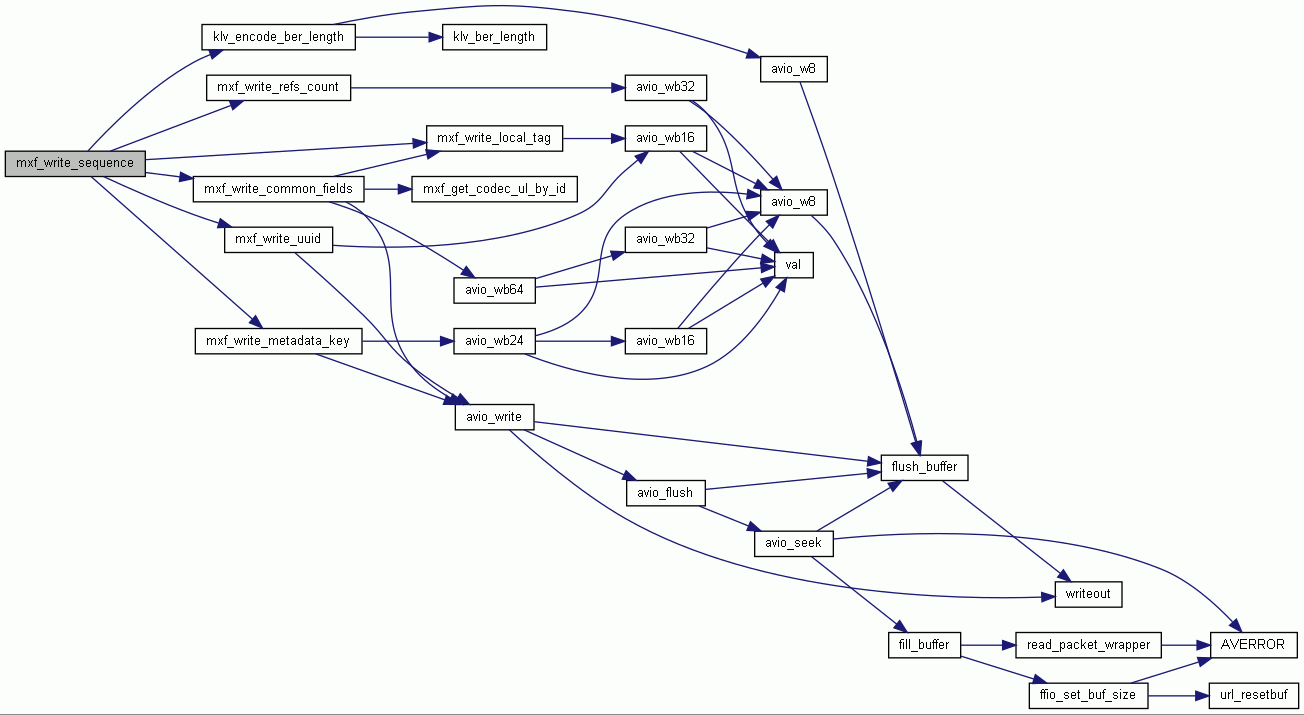 klv_encode_ber_length
klv_ber_length
avio_w8
mxf_write_refs_count
avio_wb32
mxf_write_local_tag
avio_wb16
mxf_write_sequence
mxf_write_common_fields
mxf_get_codec_ul_by_id
avio_w8
mxf_write_uuid
avio_wb32
val
avio_wb64
mxf_write_metadata_key
avio_wb24
avio_wb16
avio_write
flush_buffer
avio_flush
avio_seek
writeout
fill_buffer
read_packet_wrapper
AVERROR
ffio_set_buf_size
url_resetbuf